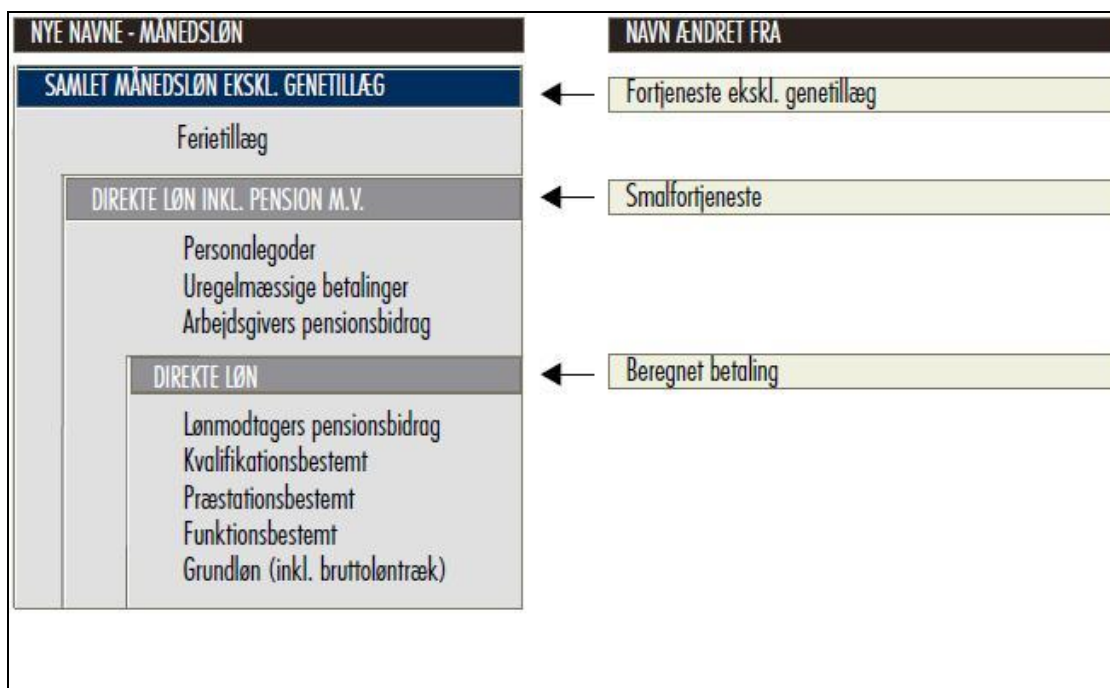 NYE NAVNE - MÅNEDSLØN
NAVN ÆNDRET FRA
SAMLET MÅNEDSLØN EKSKL. GENETILLÆG
Fortjeneste ekskl. genetillæg
Ferietillæg
DIREKTE LØN INKL. PENSION M.V.
Smalfortjeneste
Personalegoder
Uregelmæssige betalinger
Arbejdsgivers pensionsbidrag
DIREKTE LØN
Beregnet betaling
Lønmodtagers pensionsbidrag
Kvalifikationsbestemt
Præstationsbestemt
Funktionsbestemt
Grundløn (inkl. bruttoløntræk)